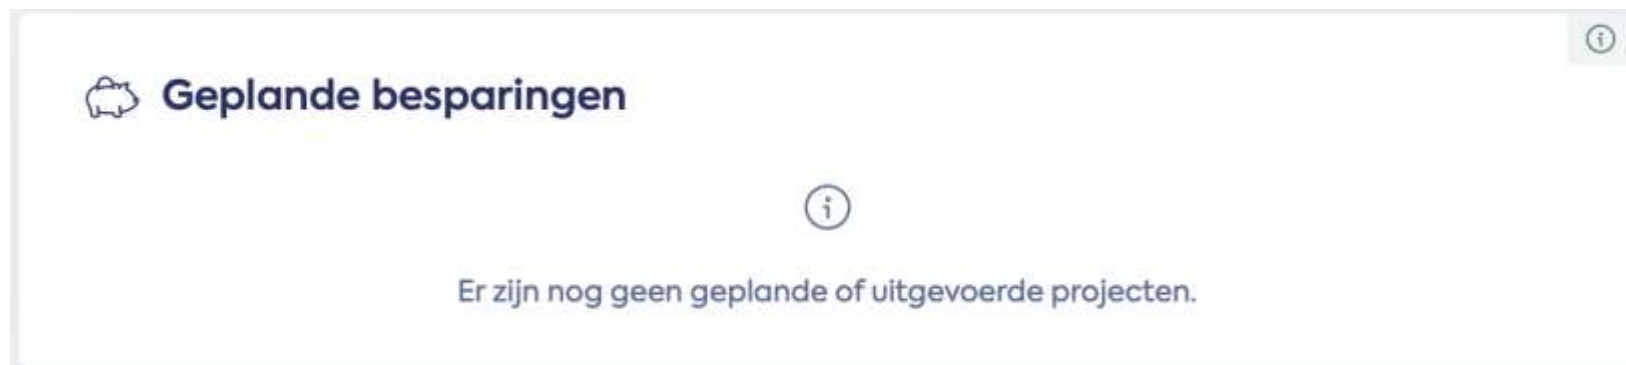 Geplande besparingen
Er zijn nog geen geplande of uitgevoerde projecten.